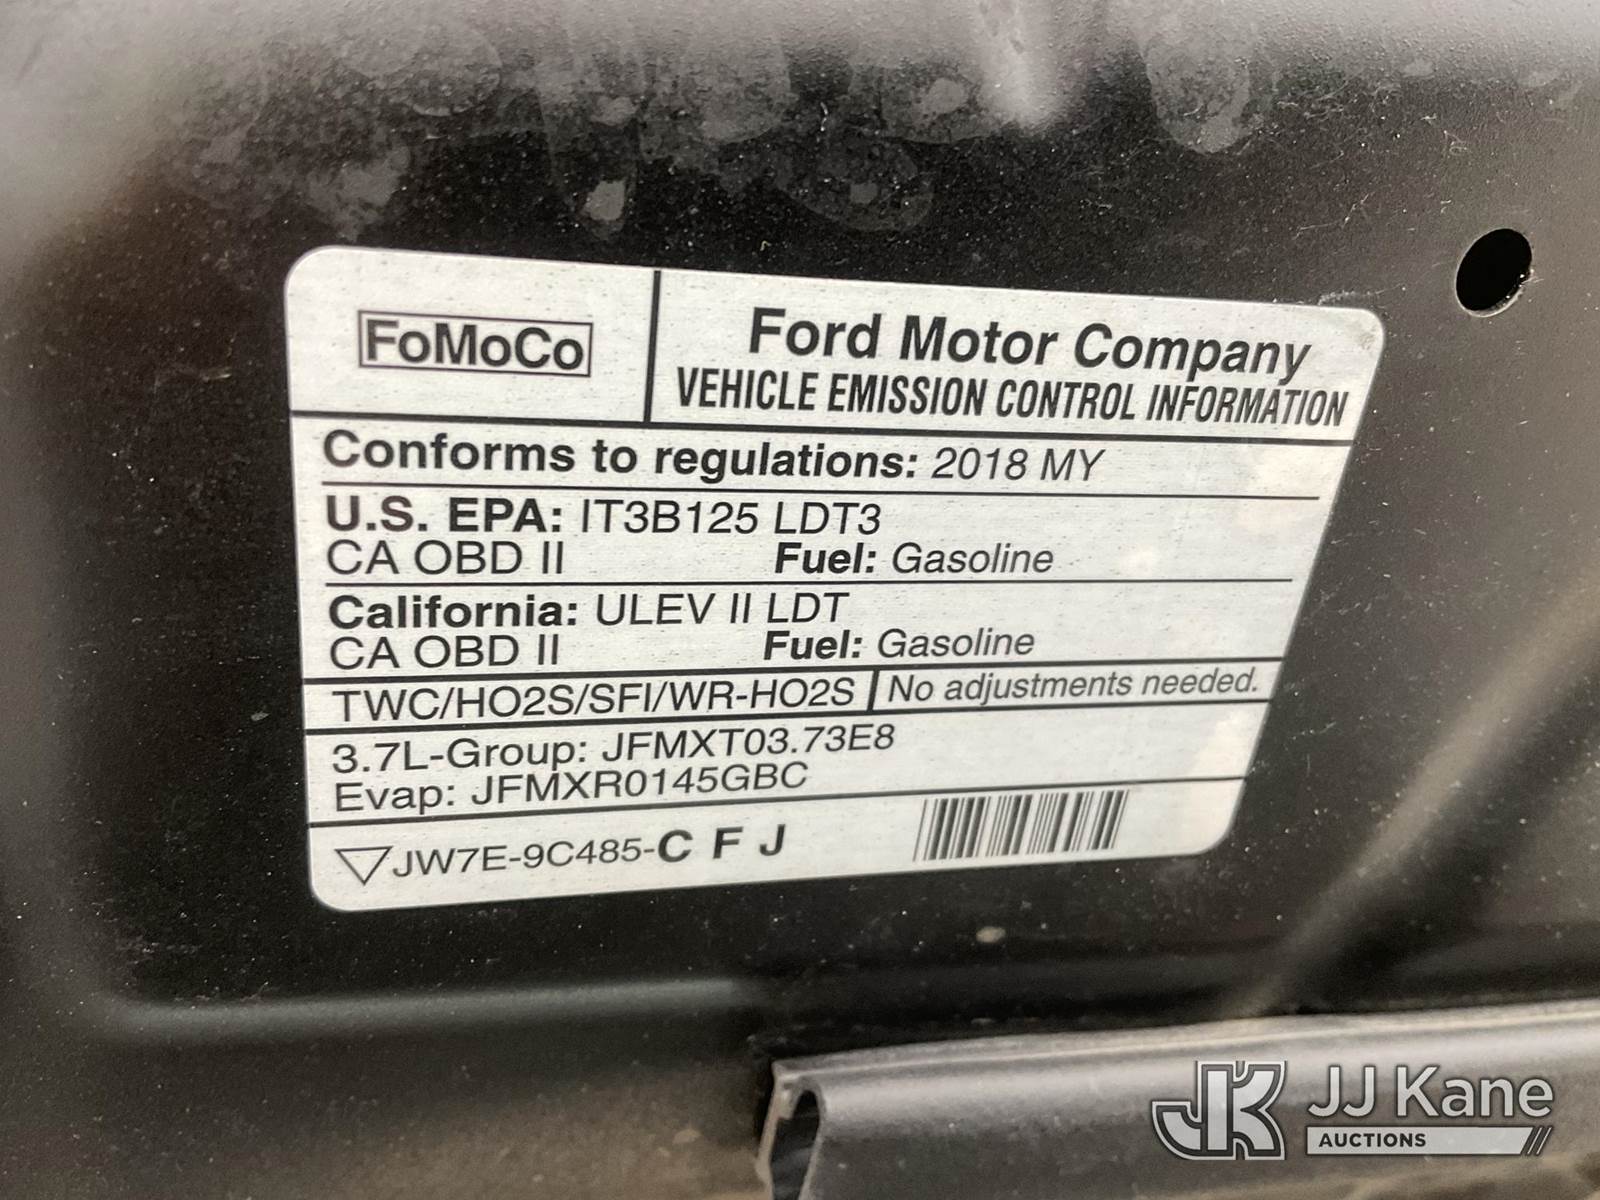 FoMoCo
Ford Motor Company
VEHICLE EMISSION CONTROL INFORMATION
Conforms to regulations: 2018 MY
U.S. EPA: IT3B125 LDT3
CA OBD II Fuel: Gasoline
California: ULEV II LDT
CA OBD II Fuel: Gasoline
TWC/HO2S/SFI/WR-HO2S No adjustments needed.
3.7L-Group: JFMXT03.73E8
Evap: JFMXR0145GBC
JW7E-9C485-C F J
JK JJ Kane
AUCTIONS